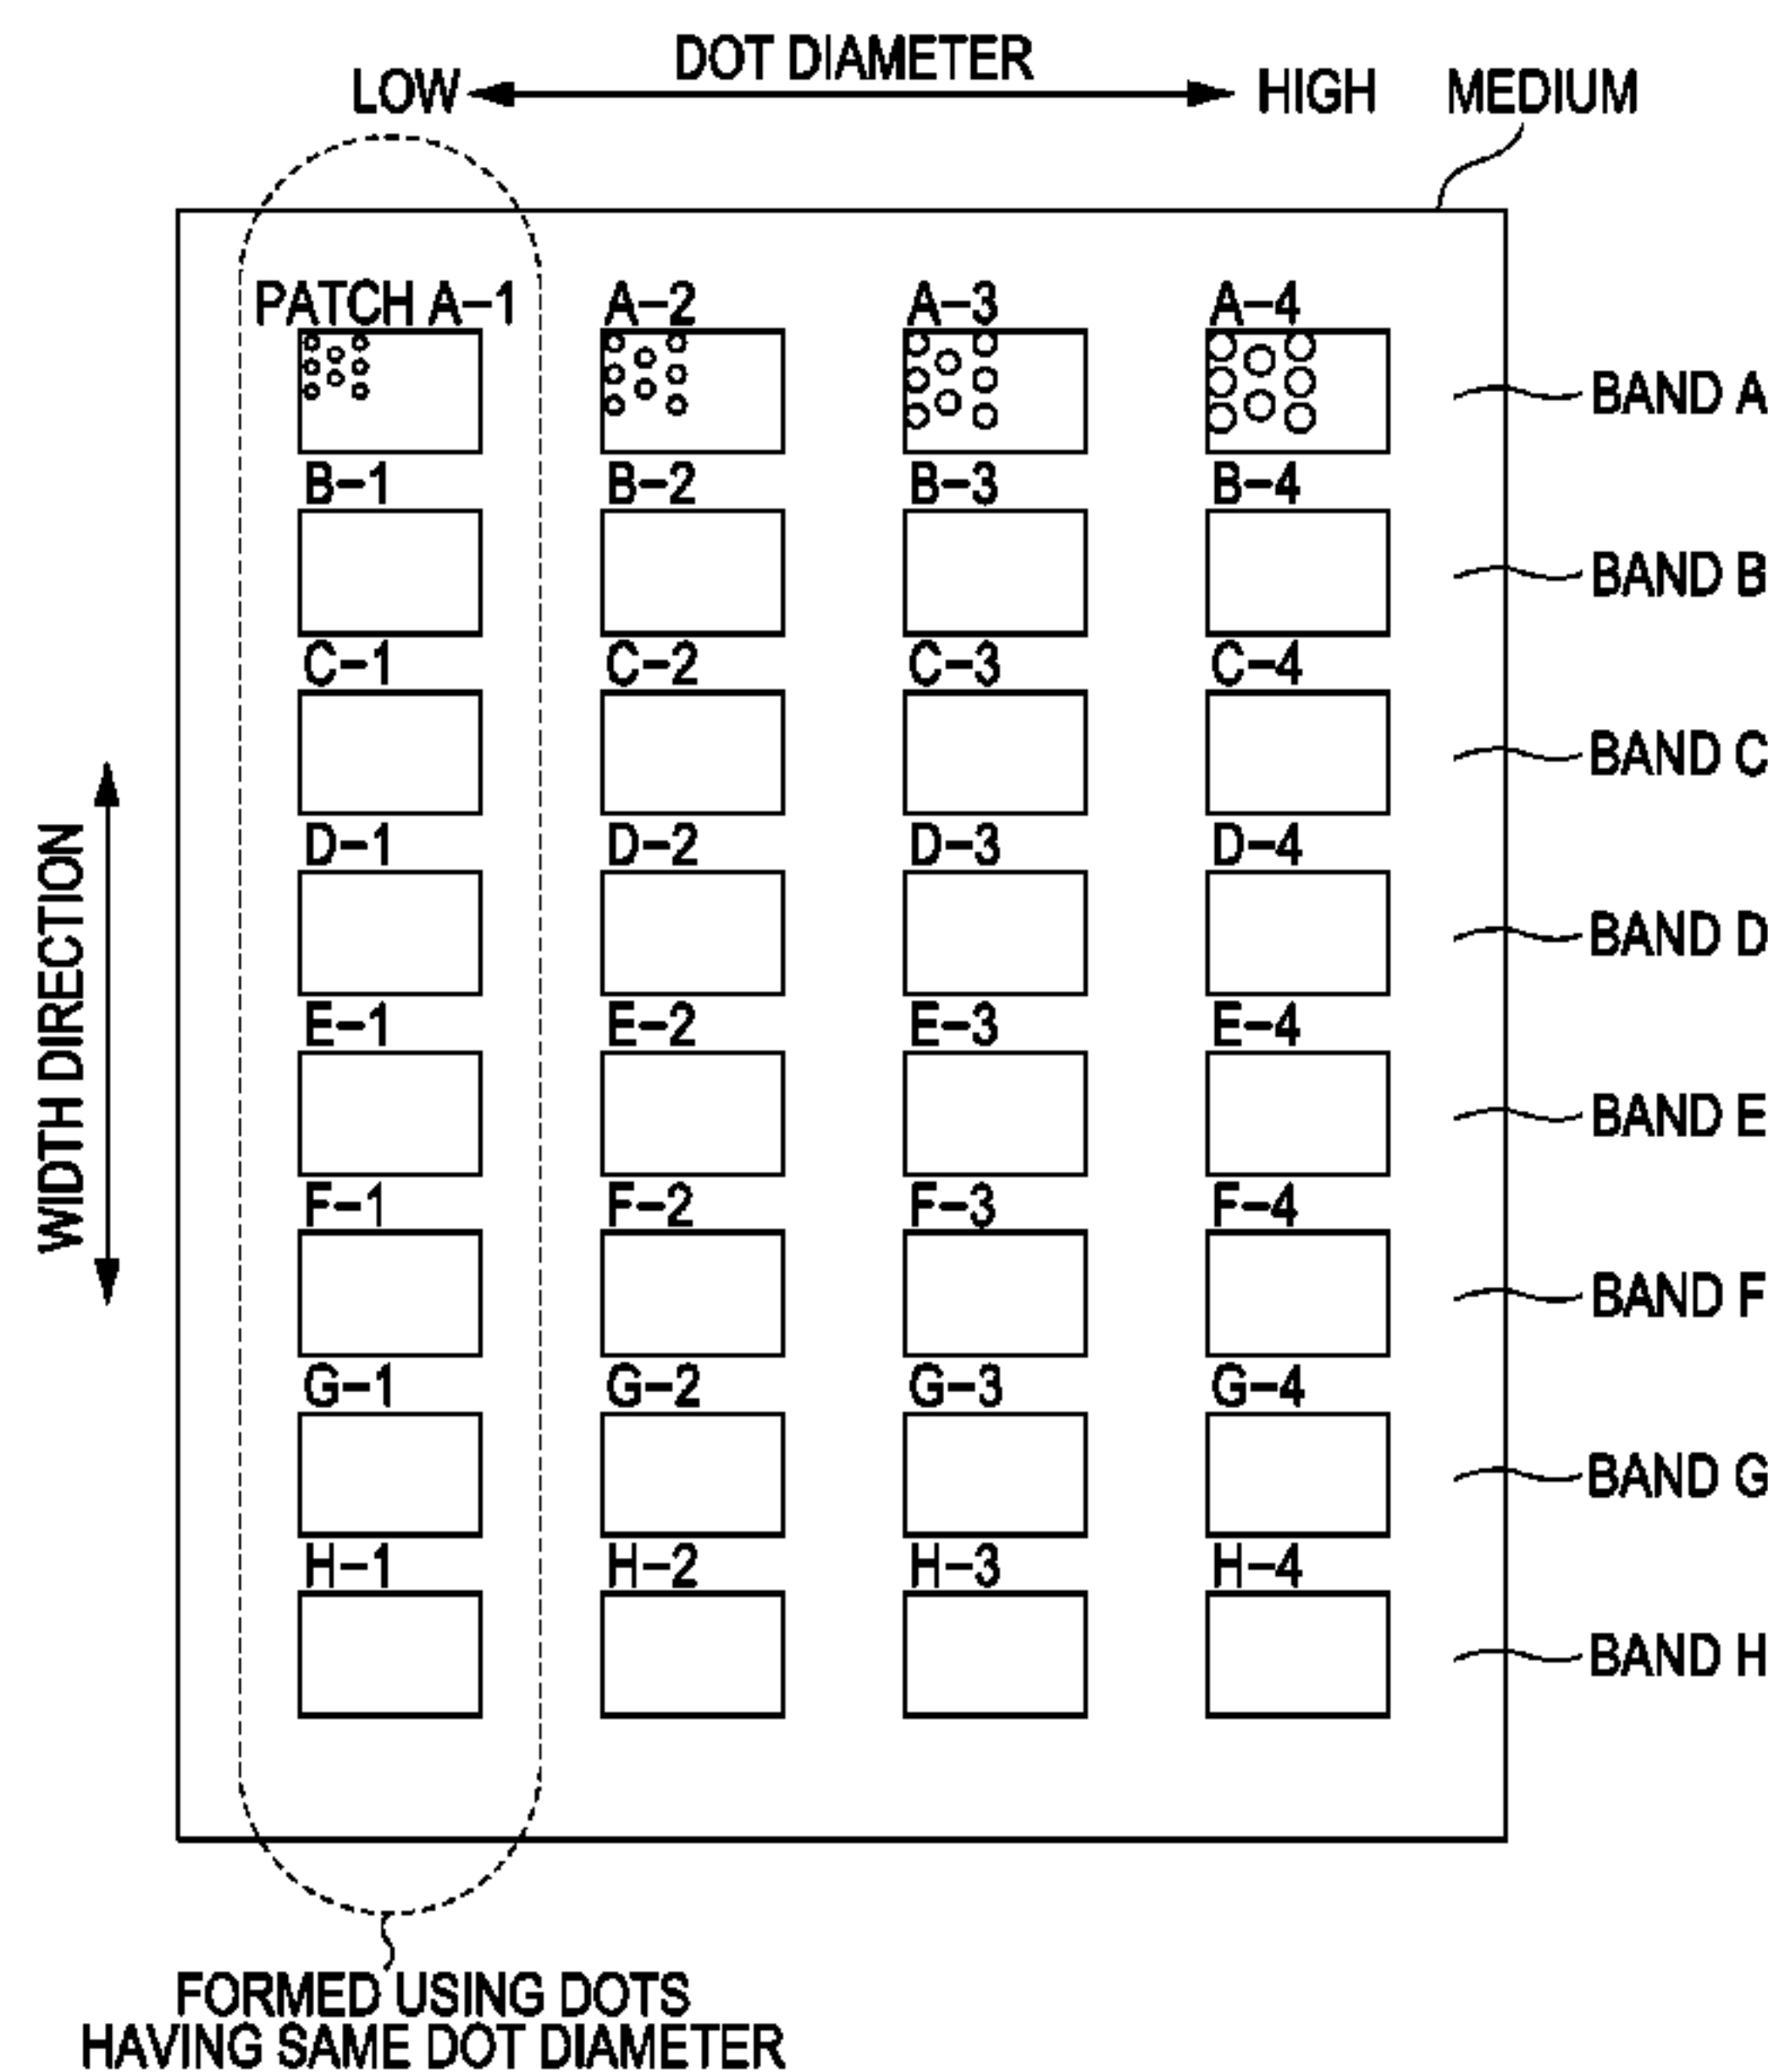 DOT DIAMETER
LOW HIGH MEDIUM
PATCH A-1 A-2 A-3 A-4
BAND A
B-1 B-2 B-3 B-4
BAND B
C-1 C-2 C-3 C-4
BAND C
D-1 D-2 D-3 D-4
BAND D
E-1 E-2 E-3 E-4
BAND E
F-1 F-2 F-3 F-4
BAND F
G-1 G-2 G-3 G-4
BAND G
H-1 H-2 H-3 H-4
BAND H
WIDTH DIRECTION
FORMED USING DOTS
HAVING SAME DOT DIAMETER